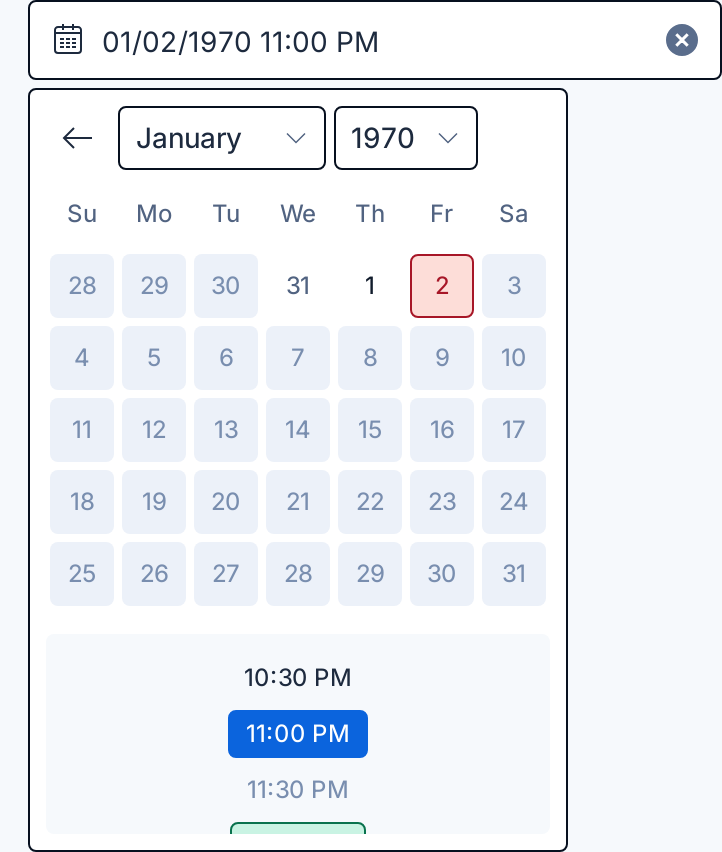 01/02/1970 11:00 PM
January 1970
Su Mo Tu We Th Fr Sa
28 29 30 31 1 2 3
4 5 6 7 8 9 10
11 12 13 14 15 16 17
18 19 20 21 22 23 24
25 26 27 28 29 30 31
10:30 PM
11:00 PM
11:30 PM